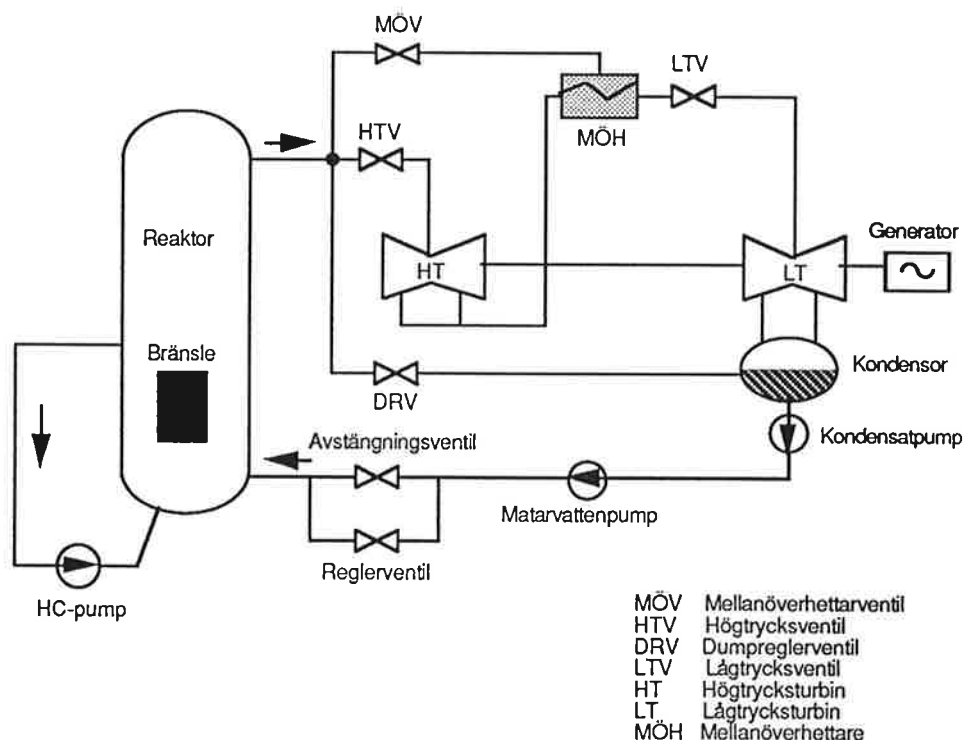 MÖV
LTV
MÖH
HTV
Reaktor
HT
Generator
LT
Bränsle
Kondensor
DRV
Avstängningsventil
Kondensatpump
Matarvattenpump
Reglerventil
HC-pump
MÖV Mellanöverhettarventil
HTV Högtrycksventil
DRV Dumpreglerventil
LTV Lågtrycksventil
HT Högtrycksturbin
LT Lågtrycksturbin
MÖH Mellanöverhettare